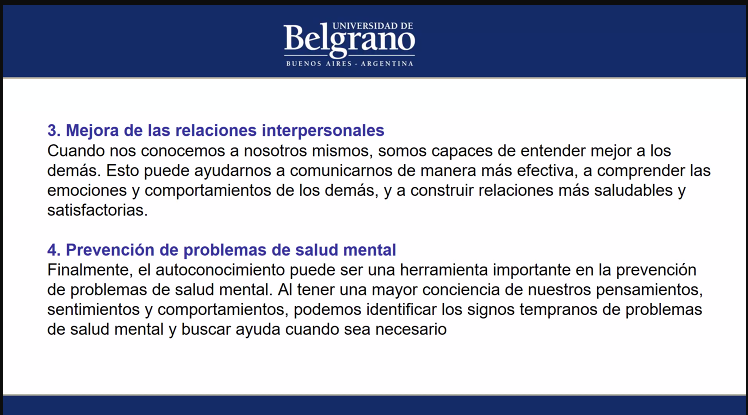 UNIVERSIDAD DE
Belgrano
BUENOS AIRES - ARGENTINA
3. Mejora de las relaciones interpersonales
Cuando nos conocemos a nosotros mismos, somos capaces de entender mejor a los
demás. Esto puede ayudarnos a comunicarnos de manera más efectiva, a comprender las
emociones y comportamientos de los demás, y a construir relaciones más saludables y
satisfactorias.
4. Prevención de problemas de salud mental
Finalmente, el autoconocimiento puede ser una herramienta importante en la prevención
de problemas de salud mental. Al tener una mayor conciencia de nuestros pensamientos,
sentimientos y comportamientos, podemos identificar los signos tempranos de problemas
de salud mental y buscar ayuda cuando sea necesario